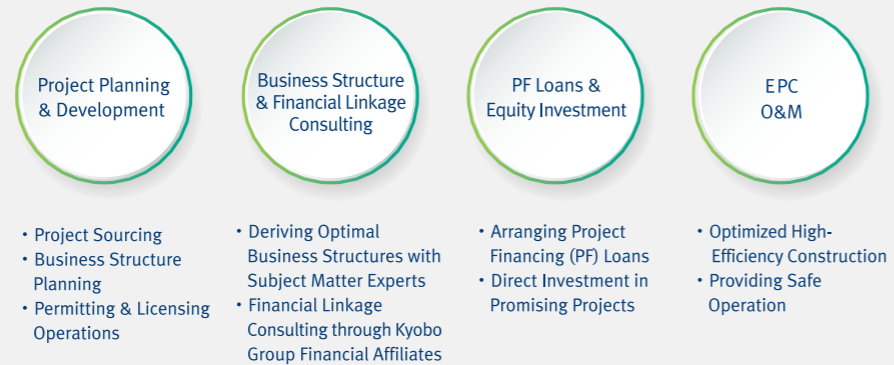 Project Planning
& Development
Business Structure
& Financial Linkage
Consulting
PF Loans &
Equity Investment
EPC
O&M
• Project Sourcing
• Business Structure
Planning
• Permitting & Licensing
Operations
• Deriving Optimal
Business Structures with
Subject Matter Experts
• Financial Linkage
Consulting through Kyobo
Group Financial Affiliates
• Arranging Project
Financing (PF) Loans
• Direct Investment in
Promising Projects
• Optimized High-
Efficiency Construction
• Providing Safe
Operation